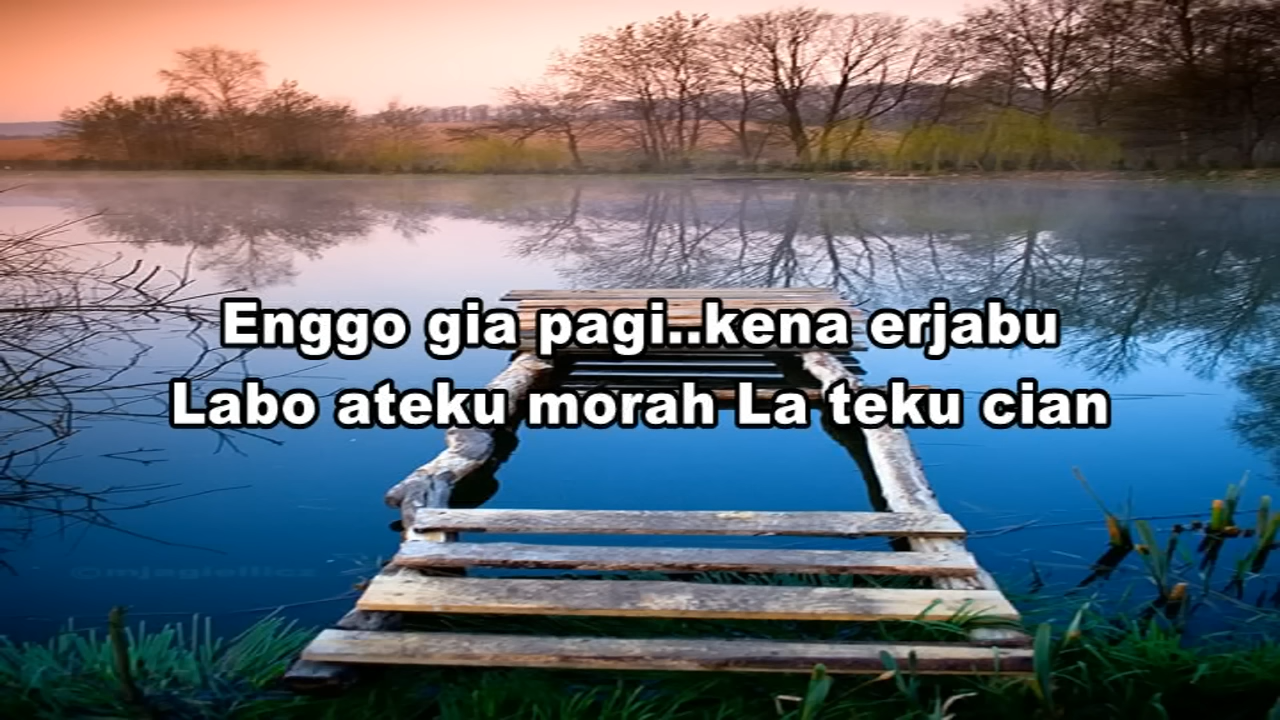 Enggo gia pagi..kena erjabu
Labo ateku morah La teku cian